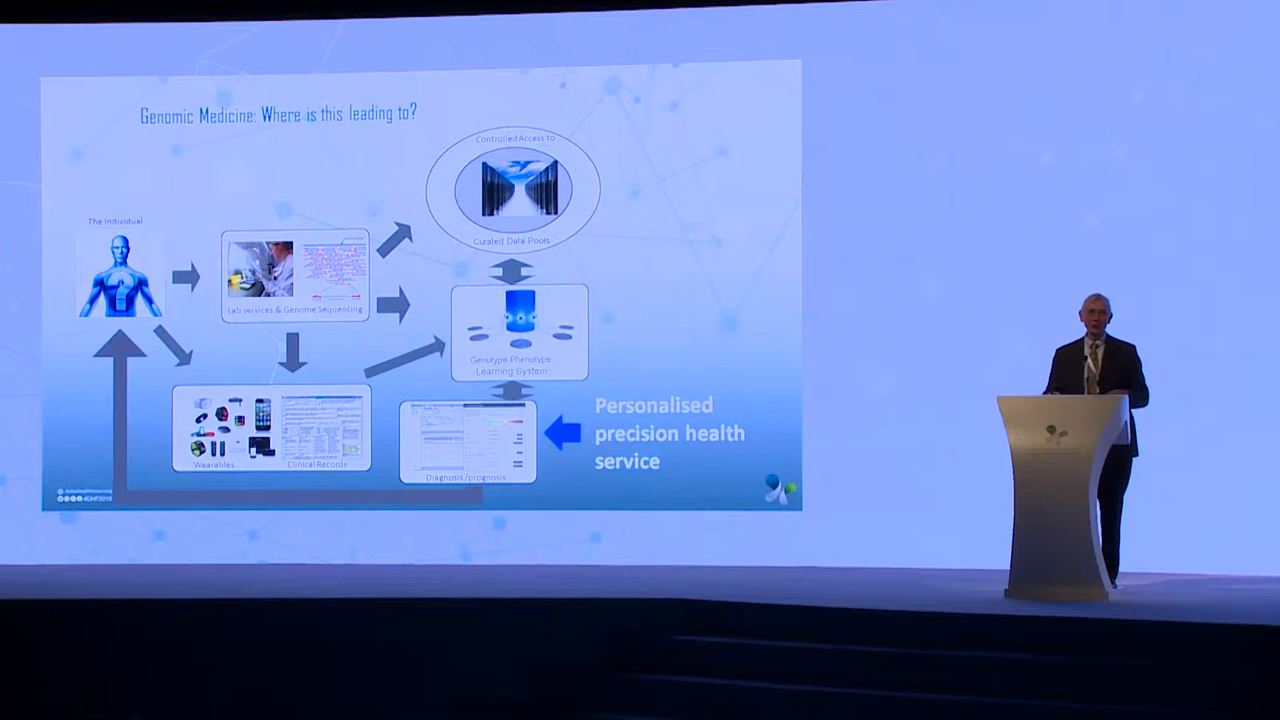 Genomic Medicine: Where is this leading to?
Controlled Access to
Curated Data Pools
The Individual
Lab services & Genome Sequencing
Genotype-Phenotype
Learning System
Personalised
precision health
service
Wearables
Clinical Records
Diagnosis /prognosis